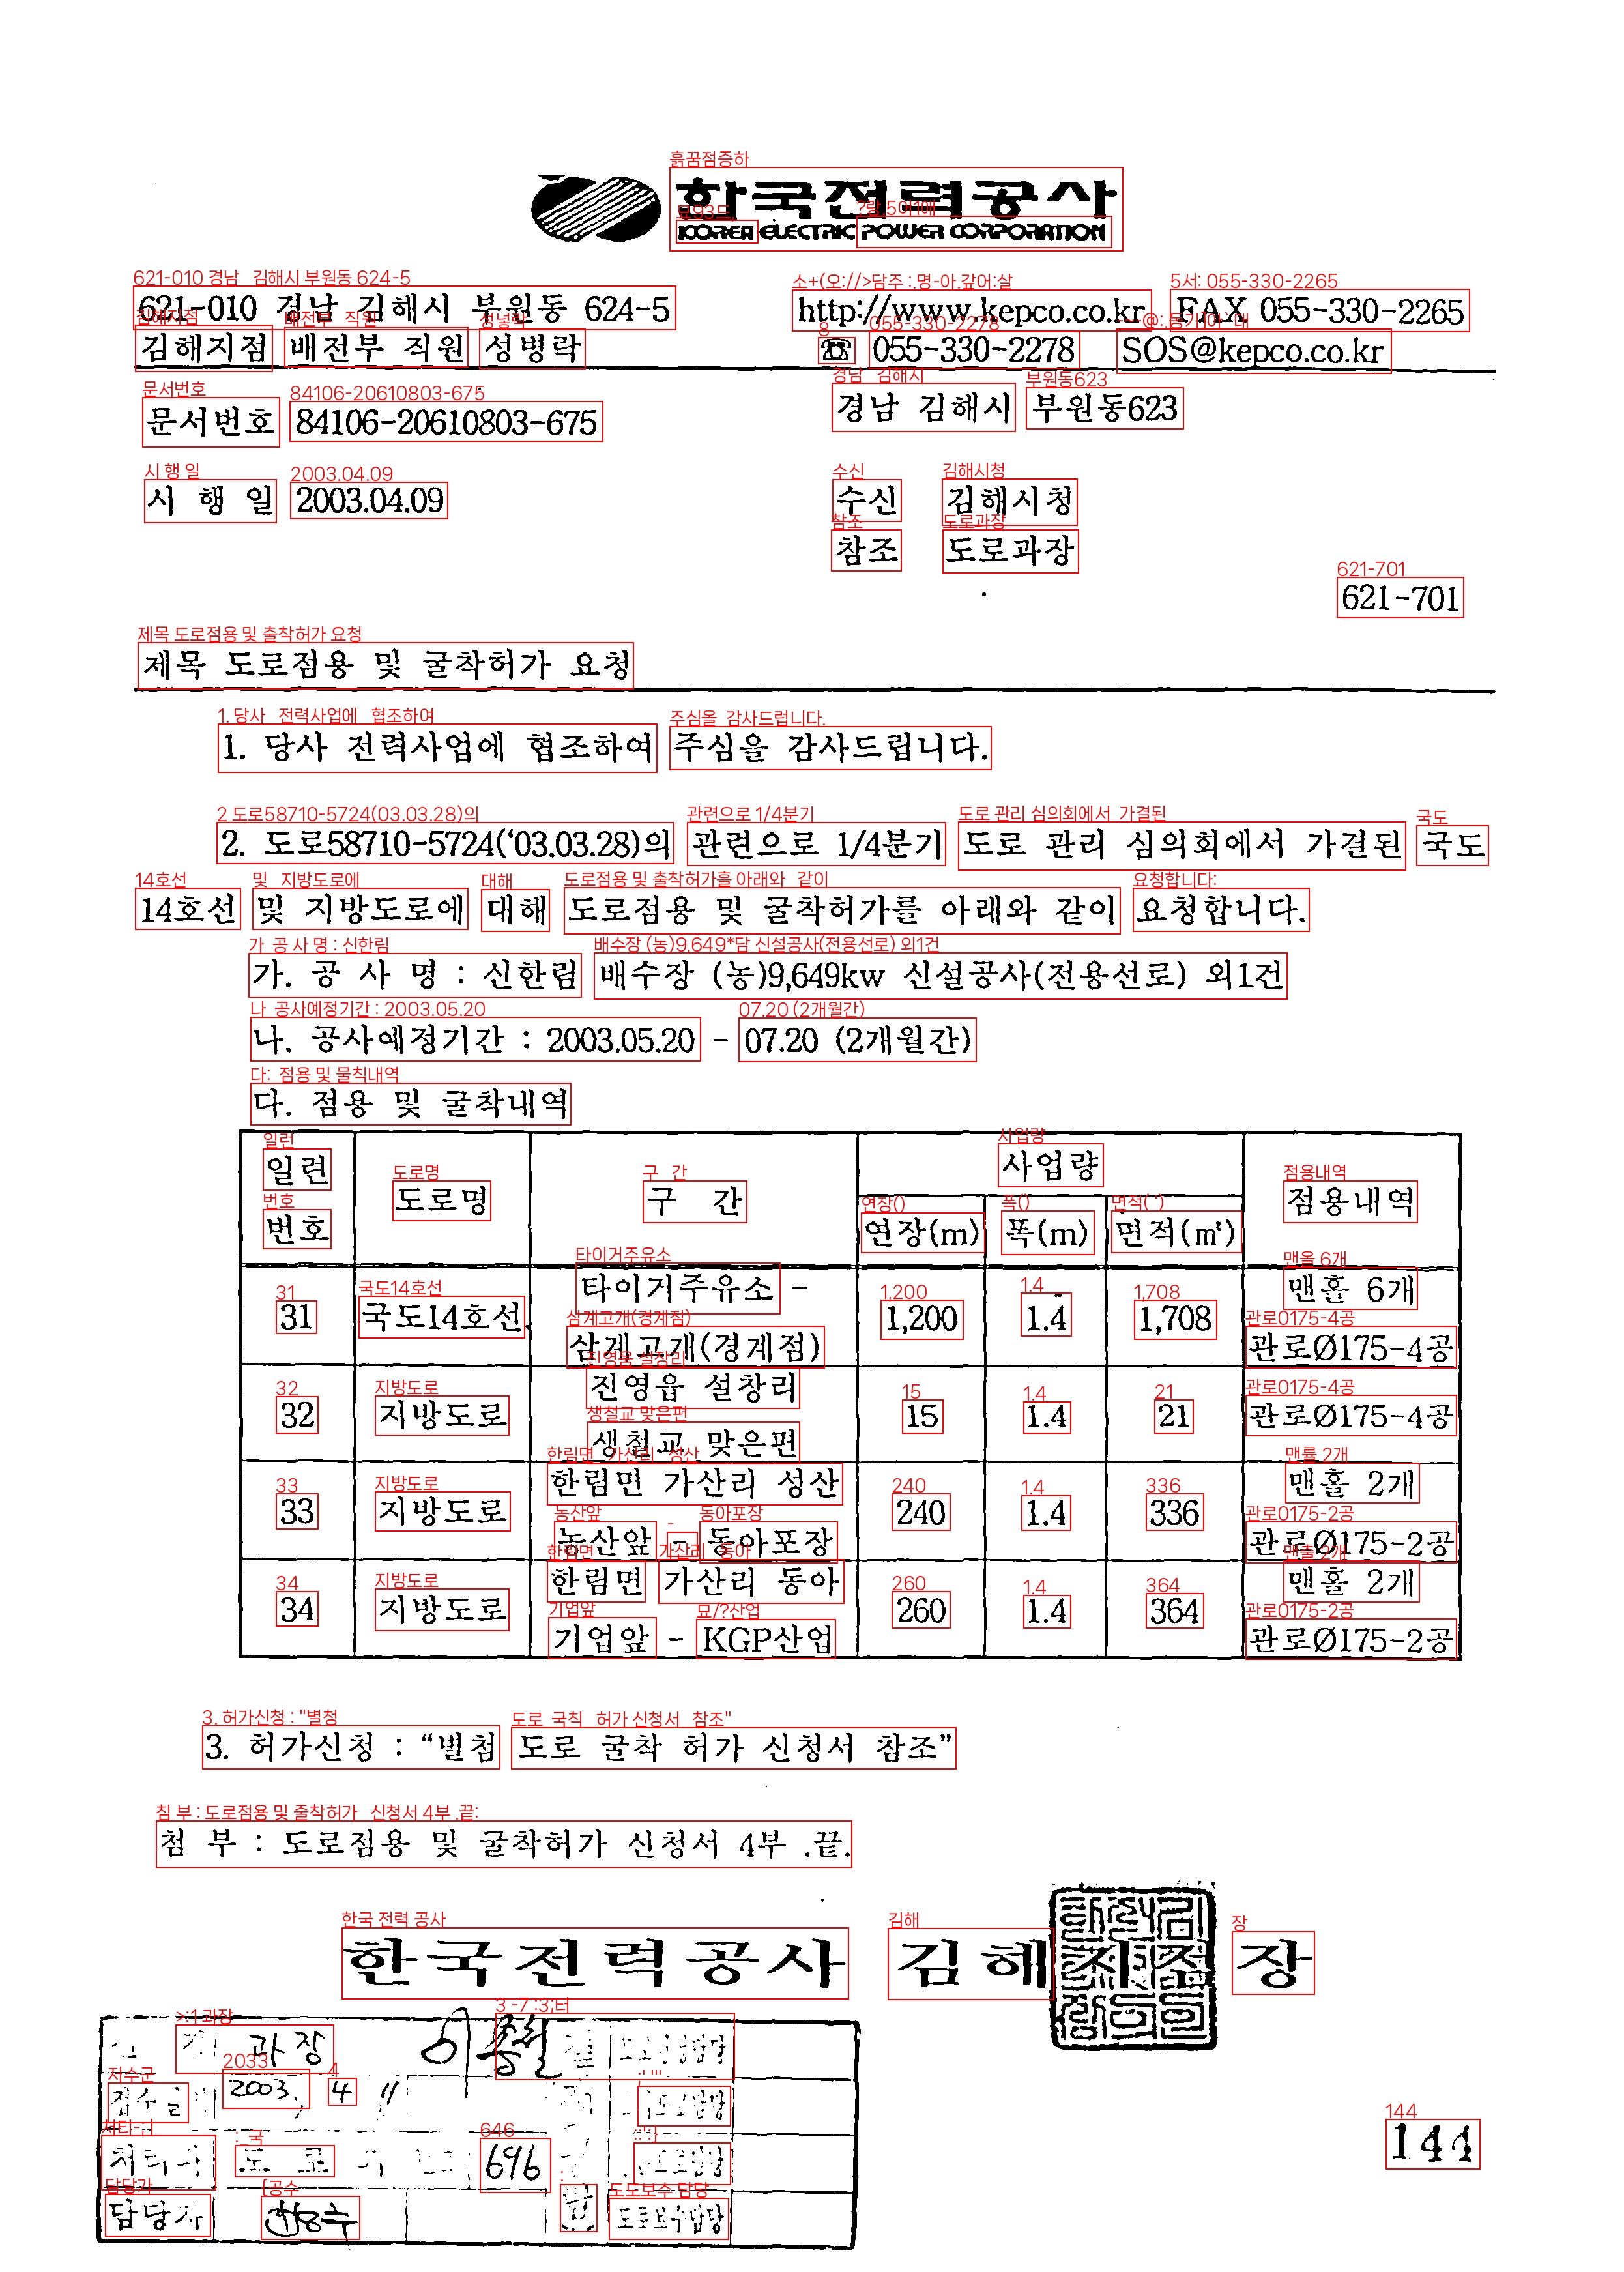 한국전력공사
KOREA ELECTRIC POWER CORPORATION
621-010 경남 김해시 부원동 624-5 http://www.kepco.co.kr FAX 055-330-2265
김해지점 배전부 직원 성병락 ☎ 055-330-2278 SOS@kepco.co.kr
문서번호 84106-20610803-675 경남 김해시 부원동623
시 행 일 2003.04.09 수신 김해시청
참조 도로과장
621-701
제목 도로점용 및 굴착허가 요청
1. 당사 전력사업에 협조하여 주심을 감사드립니다.
2. 도로58710-5724(‘03.03.28)의 관련으로 1/4분기 도로 관리 심의회에서 가결된 국도
14호선 및 지방도로에 대해 도로점용 및 굴착허가를 아래와 같이 요청합니다.
가. 공 사 명 : 신한림 배수장 (농)9,649kw 신설공사(전용선로) 외1건
나. 공사예정기간 : 2003.05.20 - 07.20 (2개월간)
다. 점용 및 굴착내역
일련 번호 도로명 구 간 사업량 점용내역
연장(m) 폭(m) 면적(㎡)
31 국도14호선 타이거주유소 - 삼계고개(경계점) 1,200 1.4 1,708 맨홀 6개 관로Ø175-4공
32 지방도로 진영읍 설창리 생철교 맞은편 15 1.4 21 관로Ø175-4공
33 지방도로 한림면 가산리 성산 농산앞 - 동아포장 240 1.4 336 맨홀 2개 관로Ø175-2공
34 지방도로 한림면 가산리 동아 기업앞 - KGP산업 260 1.4 364 맨홀 2개 관로Ø175-2공
3. 허가신청 : “별첨 도로 굴착 허가 신청서 참조”
첨 부 : 도로점용 및 굴착허가 신청서 4부 .끝.
한국전력공사 김해지점장
과장
2003. 4
696
담당자 도로보수담당
144